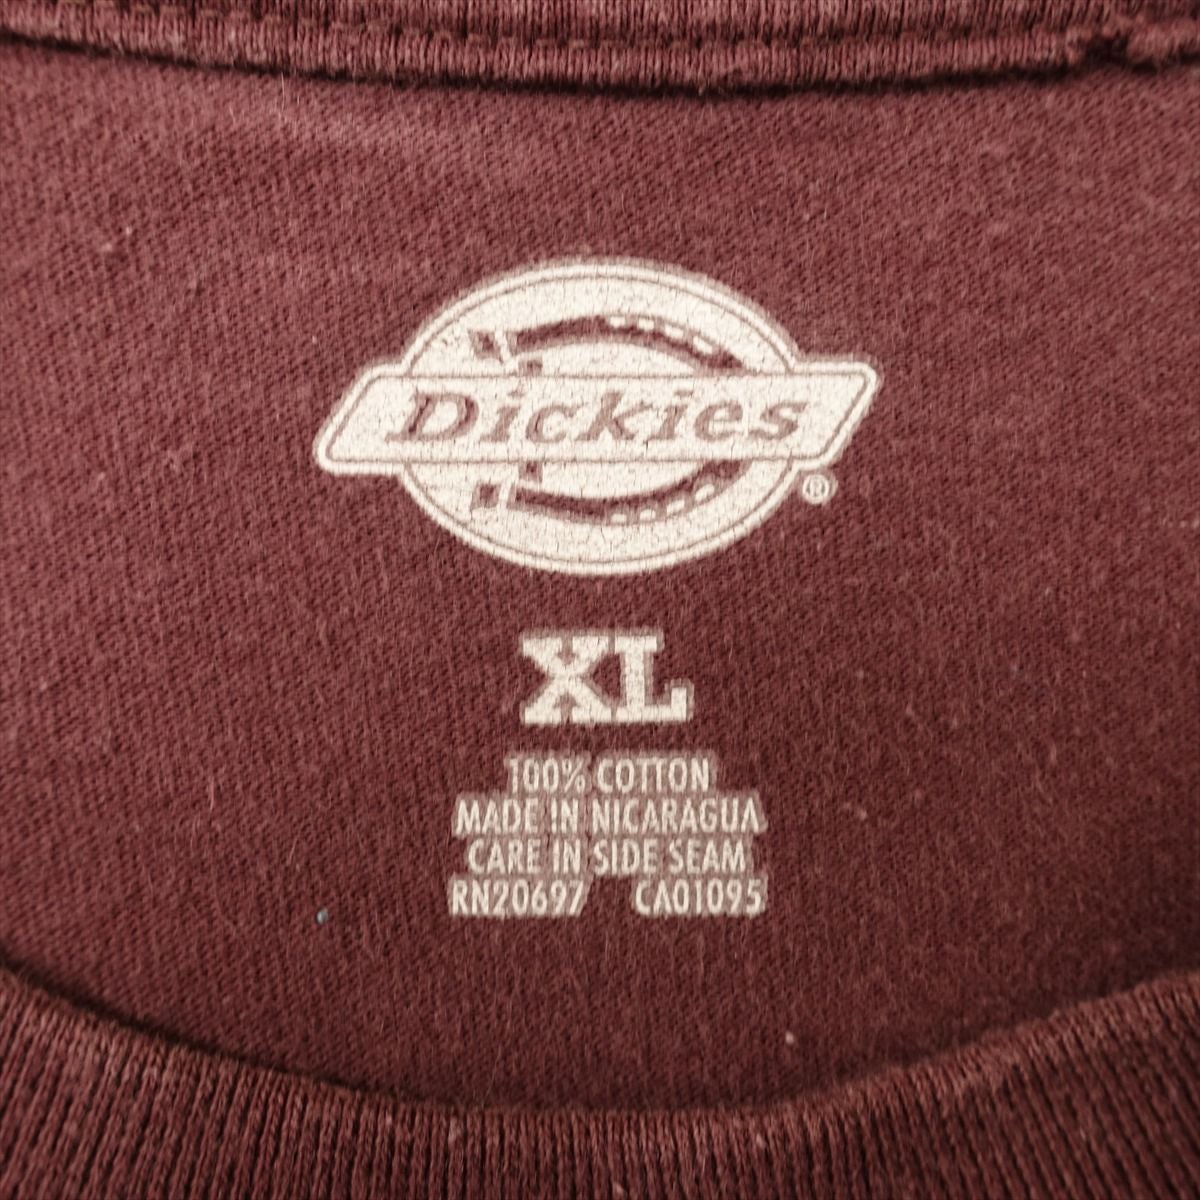 Dickies
®
XL
100% COTTON
MADE IN NICARAGUA
CARE IN SIDE SEAM
RN20697 CA01095